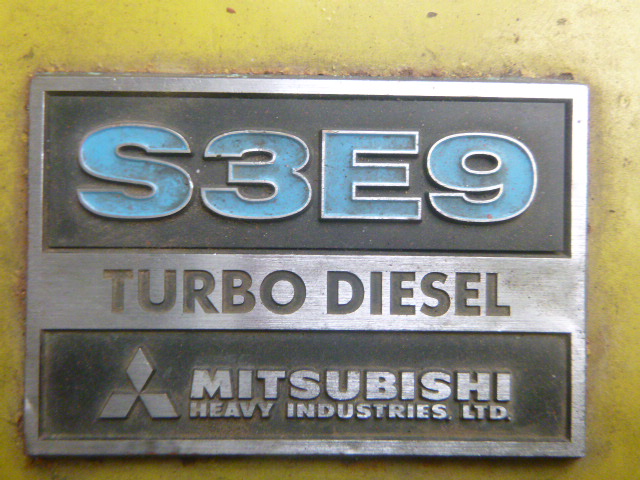 S3E9
TURBO DIESEL
MITSUBISHI
HEAVY INDUSTRIES, LTD.